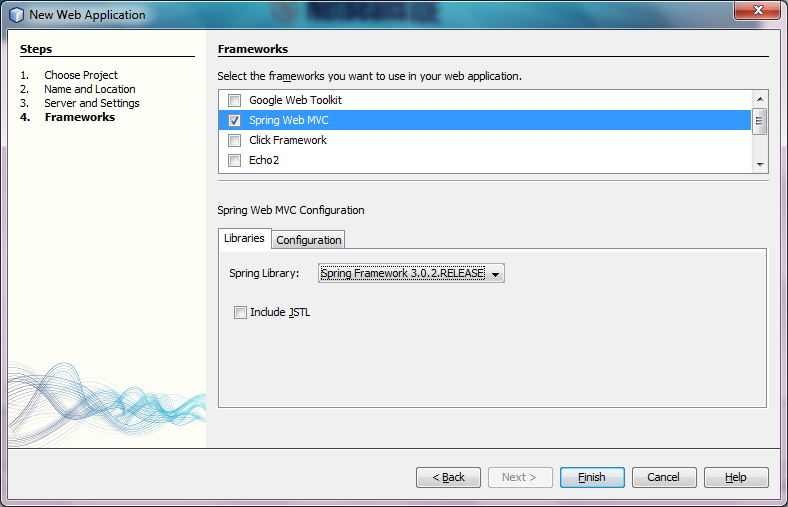 NetBeans IDE
New Web Application
Steps
1. Choose Project
2. Name and Location
3. Server and Settings
4. Frameworks
Frameworks
Select the frameworks you want to use in your web application.
Google Web Toolkit
Spring Web MVC
Click Framework
Echo2
Spring Web MVC Configuration
Libraries
Configuration
Spring Library:
Spring Framework 3.0.2.RELEASE
Include JSTL
< Back
Next >
Finish
Cancel
Help